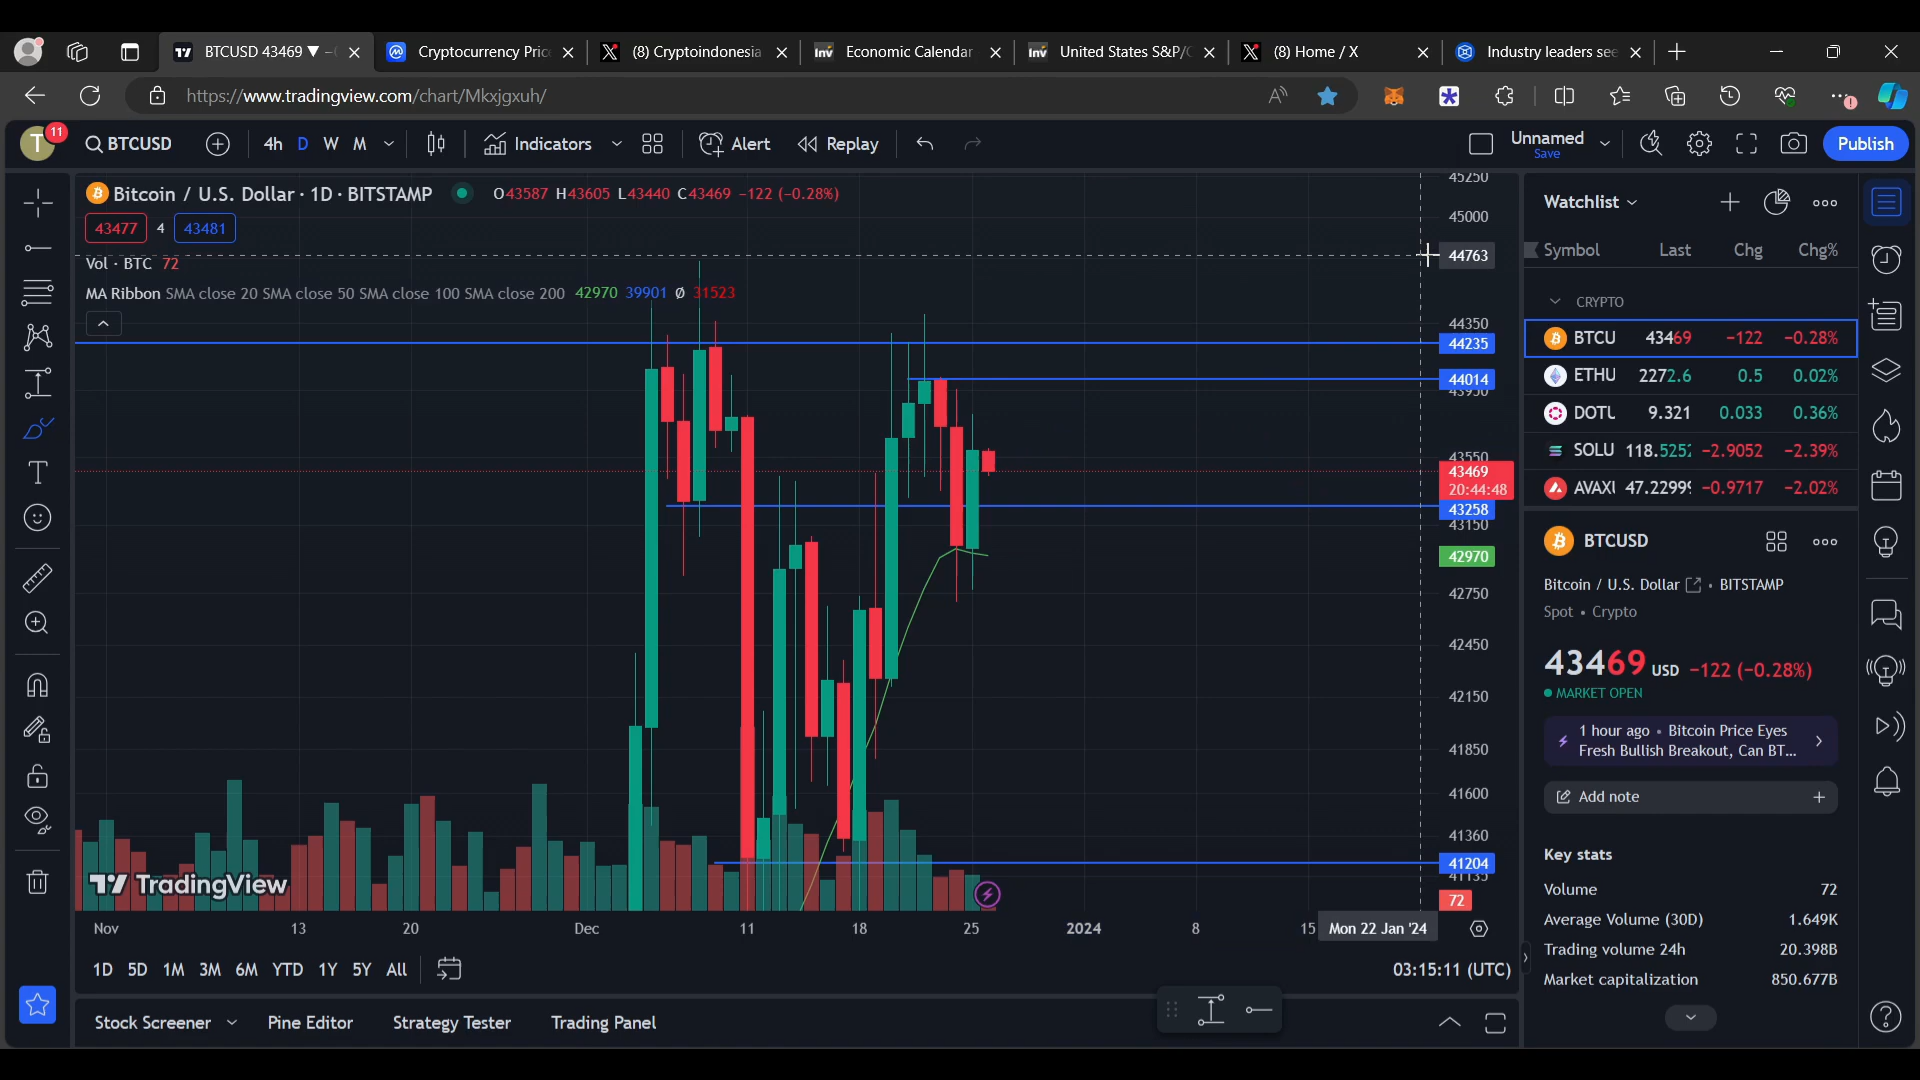 BTCUSD 43469 ▼ −
Cryptocurrency Pric
(8) Cryptoindonesia
Economic Calendar
United States S&P/C
(8) Home / X
Industry leaders see
https://www.tradingview.com/chart/Mkxjgxuh/
T
11
BTCUSD
4h D W M
Indicators
Alert
Replay
Unnamed
Save
Publish
Bitcoin / U.S. Dollar · 1D · BITSTAMP
O43587 H43605 L43440 C43469 −122 (−0.28%)
43477 4 43481
Vol · BTC 72
MA Ribbon SMA close 20 SMA close 50 SMA close 100 SMA close 200 42970 39901 Ø 31523
45250
45000
44763
44350
44235
44014
43950
43550
43469
20:44:48
43258
43150
42970
42750
42450
42150
41850
41600
41360
41204
41135
72
TradingView
Nov 13 20 Dec 11 18 25 2024 8 15 Mon 22 Jan '24
1D 5D 1M 3M 6M YTD 1Y 5Y All
03:15:11 (UTC)
Stock Screener
Pine Editor
Strategy Tester
Trading Panel
Watchlist
Symbol Last Chg Chg%
CRYPTO
BTCU 43469 −122 −0.28%
ETHU 2272.6 0.5 0.02%
DOTU 9.321 0.033 0.36%
SOLU 118.5252 −2.9052 −2.39%
AVAXU 47.22999 −0.9717 −2.02%
BTCUSD
Bitcoin / U.S. Dollar • BITSTAMP
Spot • Crypto
43469 USD −122 (−0.28%)
MARKET OPEN
1 hour ago • Bitcoin Price Eyes
Fresh Bullish Breakout, Can BT...
Add note
Key stats
Volume 72
Average Volume (30D) 1.649K
Trading volume 24h 20.398B
Market capitalization 850.677B